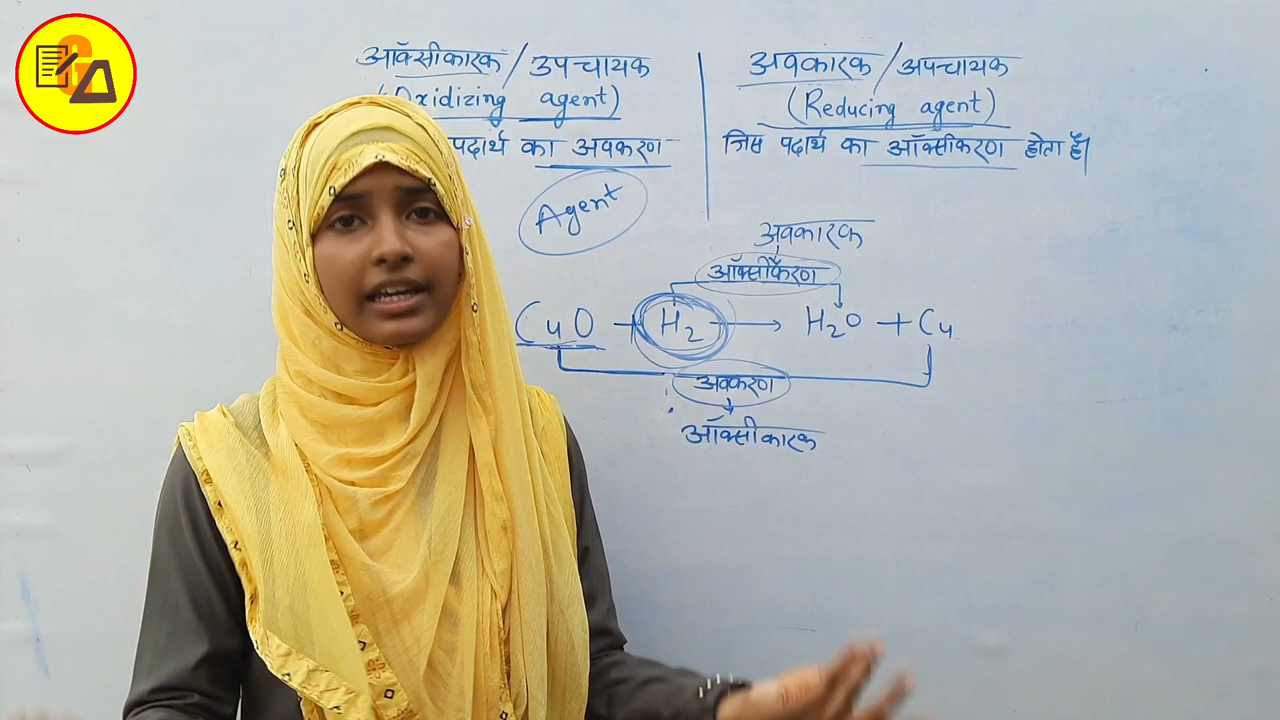 ऑक्सीकारक / उपचायक
(Oxidizing agent)
पदार्थ का अवकरण
Agent
अवकारक / अपचायक
(Reducing agent)
जिस पदार्थ का ऑक्सीकरण होता है।
अवकारक
ऑक्सीकरण
CuO + H₂ → H₂O + Cu
अवकरण
ऑक्सीकारक